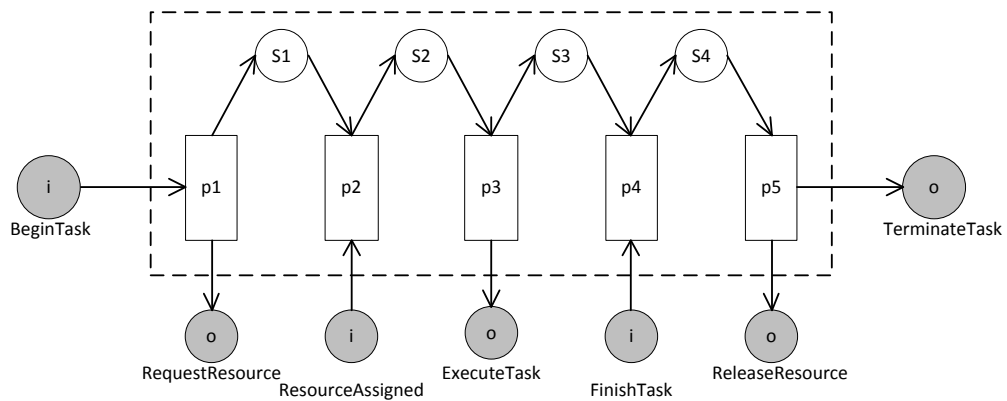 S1
S2
S3
S4
p1
p2
p3
p4
p5
i
BeginTask
o
TerminateTask
o
RequestResource
i
ResourceAssigned
o
ExecuteTask
i
FinishTask
o
ReleaseResource